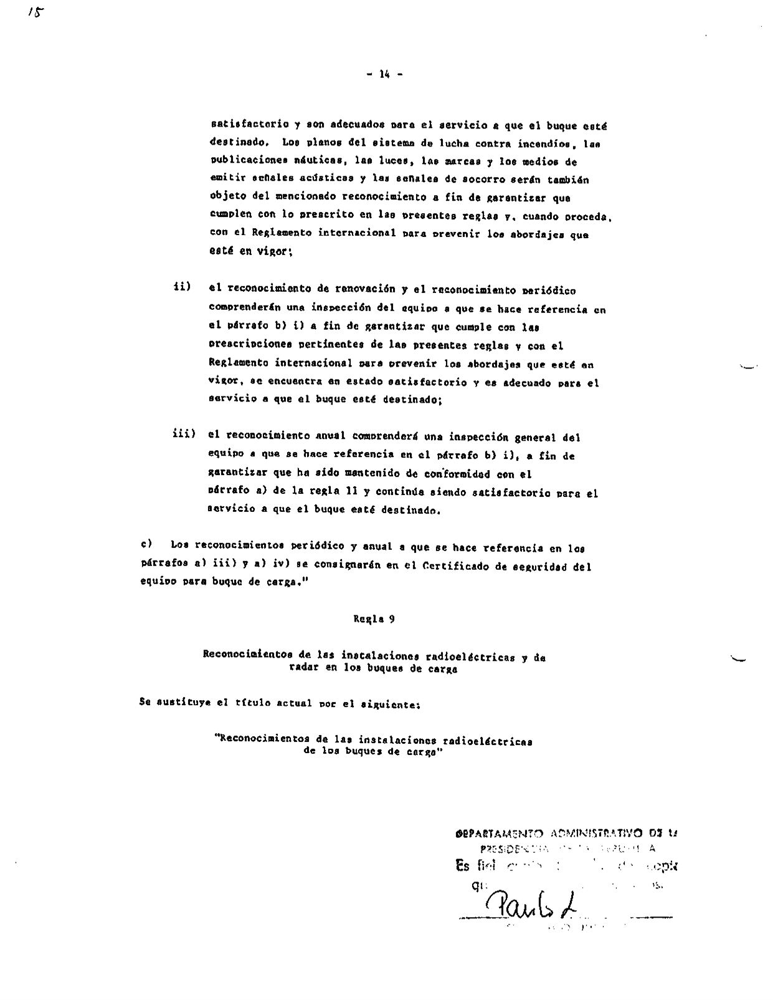 15
- 14 -
satisfactorio y son adecuados para el servicio a que el buque esté
destinado. Los planos del sistema de lucha contra incendios, las
publicaciones náuticas, las luces, las marcas y los medios de
emitir señales acústicas y las señales de socorro serán también
objeto del mencionado reconocimiento a fin de garantizar que
cumplen con lo prescrito en las presentes reglas y, cuando proceda,
con el Reglamento internacional para prevenir los abordajes que
esté en vigor;
ii) el reconocimiento de renovación y el reconocimiento periódico
comprenderán una inspección del equipo a que se hace referencia en
el párrafo b) i) a fin de garantizar que cumple con las
prescripciones pertinentes de las presentes reglas y con el
Reglamento internacional para prevenir los abordajes que esté en
vigor, se encuentra en estado satisfactorio y es adecuado para el
servicio a que el buque esté destinado;
iii) el reconocimiento anual comprenderá una inspección general del
equipo a que se hace referencia en el párrafo b) i), a fin de
garantizar que ha sido mantenido de conformidad con el
párrafo a) de la regla 11 y continúa siendo satisfactorio para el
servicio a que el buque esté destinado.
c) Los reconocimientos periódico y anual a que se hace referencia en los
párrafos a) iii) y a) iv) se consignarán en el Certificado de seguridad del
equipo para buque de carga."
Regla 9
Reconocimientos de las instalaciones radioeléctricas y de
radar en los buques de carga
Se sustituye el título actual por el siguiente:
"Reconocimientos de las instalaciones radioeléctricas
de los buques de carga"
DEPARTAMENTO ADMINISTRATIVO DE LA
PRESIDENCIA
Es fiel